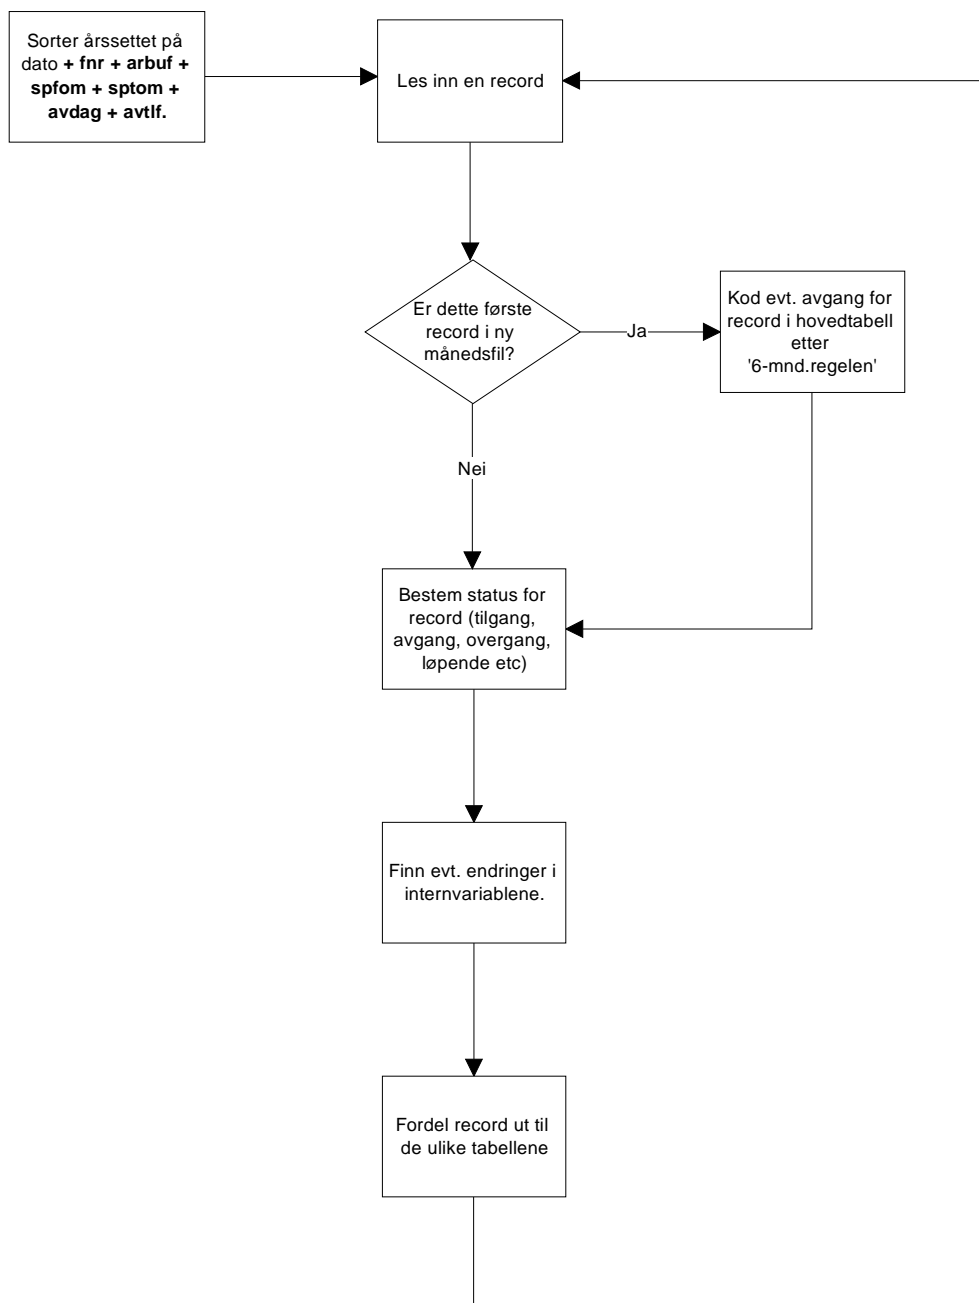 Sorter årssettet på
dato + fnr + arbuf +
spfom + sptom +
avdag + avtlf.
Les inn en record
Er dette første
record i ny
månedsfil?
Ja
Kod evt. avgang for
record i hovedtabell
etter
'6-mnd.regelen'
Nei
Bestem status for
record (tilgang,
avgang, overgang,
løpende etc)
Finn evt. endringer i
internvariablene.
Fordel record ut til
de ulike tabellene